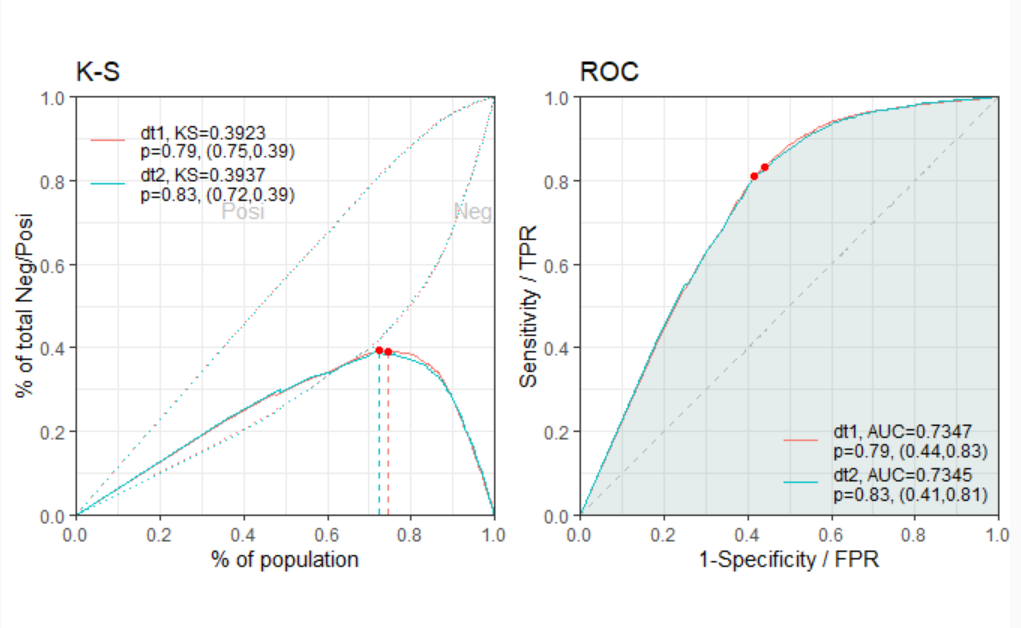 K-S
1.0
0.8
0.6
0.4
0.2
0.0
% of total Neg/Posi
dt1, KS=0.3923
p=0.79, (0.75,0.39)
dt2, KS=0.3937
p=0.83, (0.72,0.39)
Posi
Neg
0.0 0.2 0.4 0.6 0.8 1.0
% of population
ROC
1.0
0.8
0.6
0.4
0.2
0.0
Sensitivity / TPR
dt1, AUC=0.7347
p=0.79, (0.44,0.83)
dt2, AUC=0.7345
p=0.83, (0.41,0.81)
0.0 0.2 0.4 0.6 0.8 1.0
1-Specificity / FPR